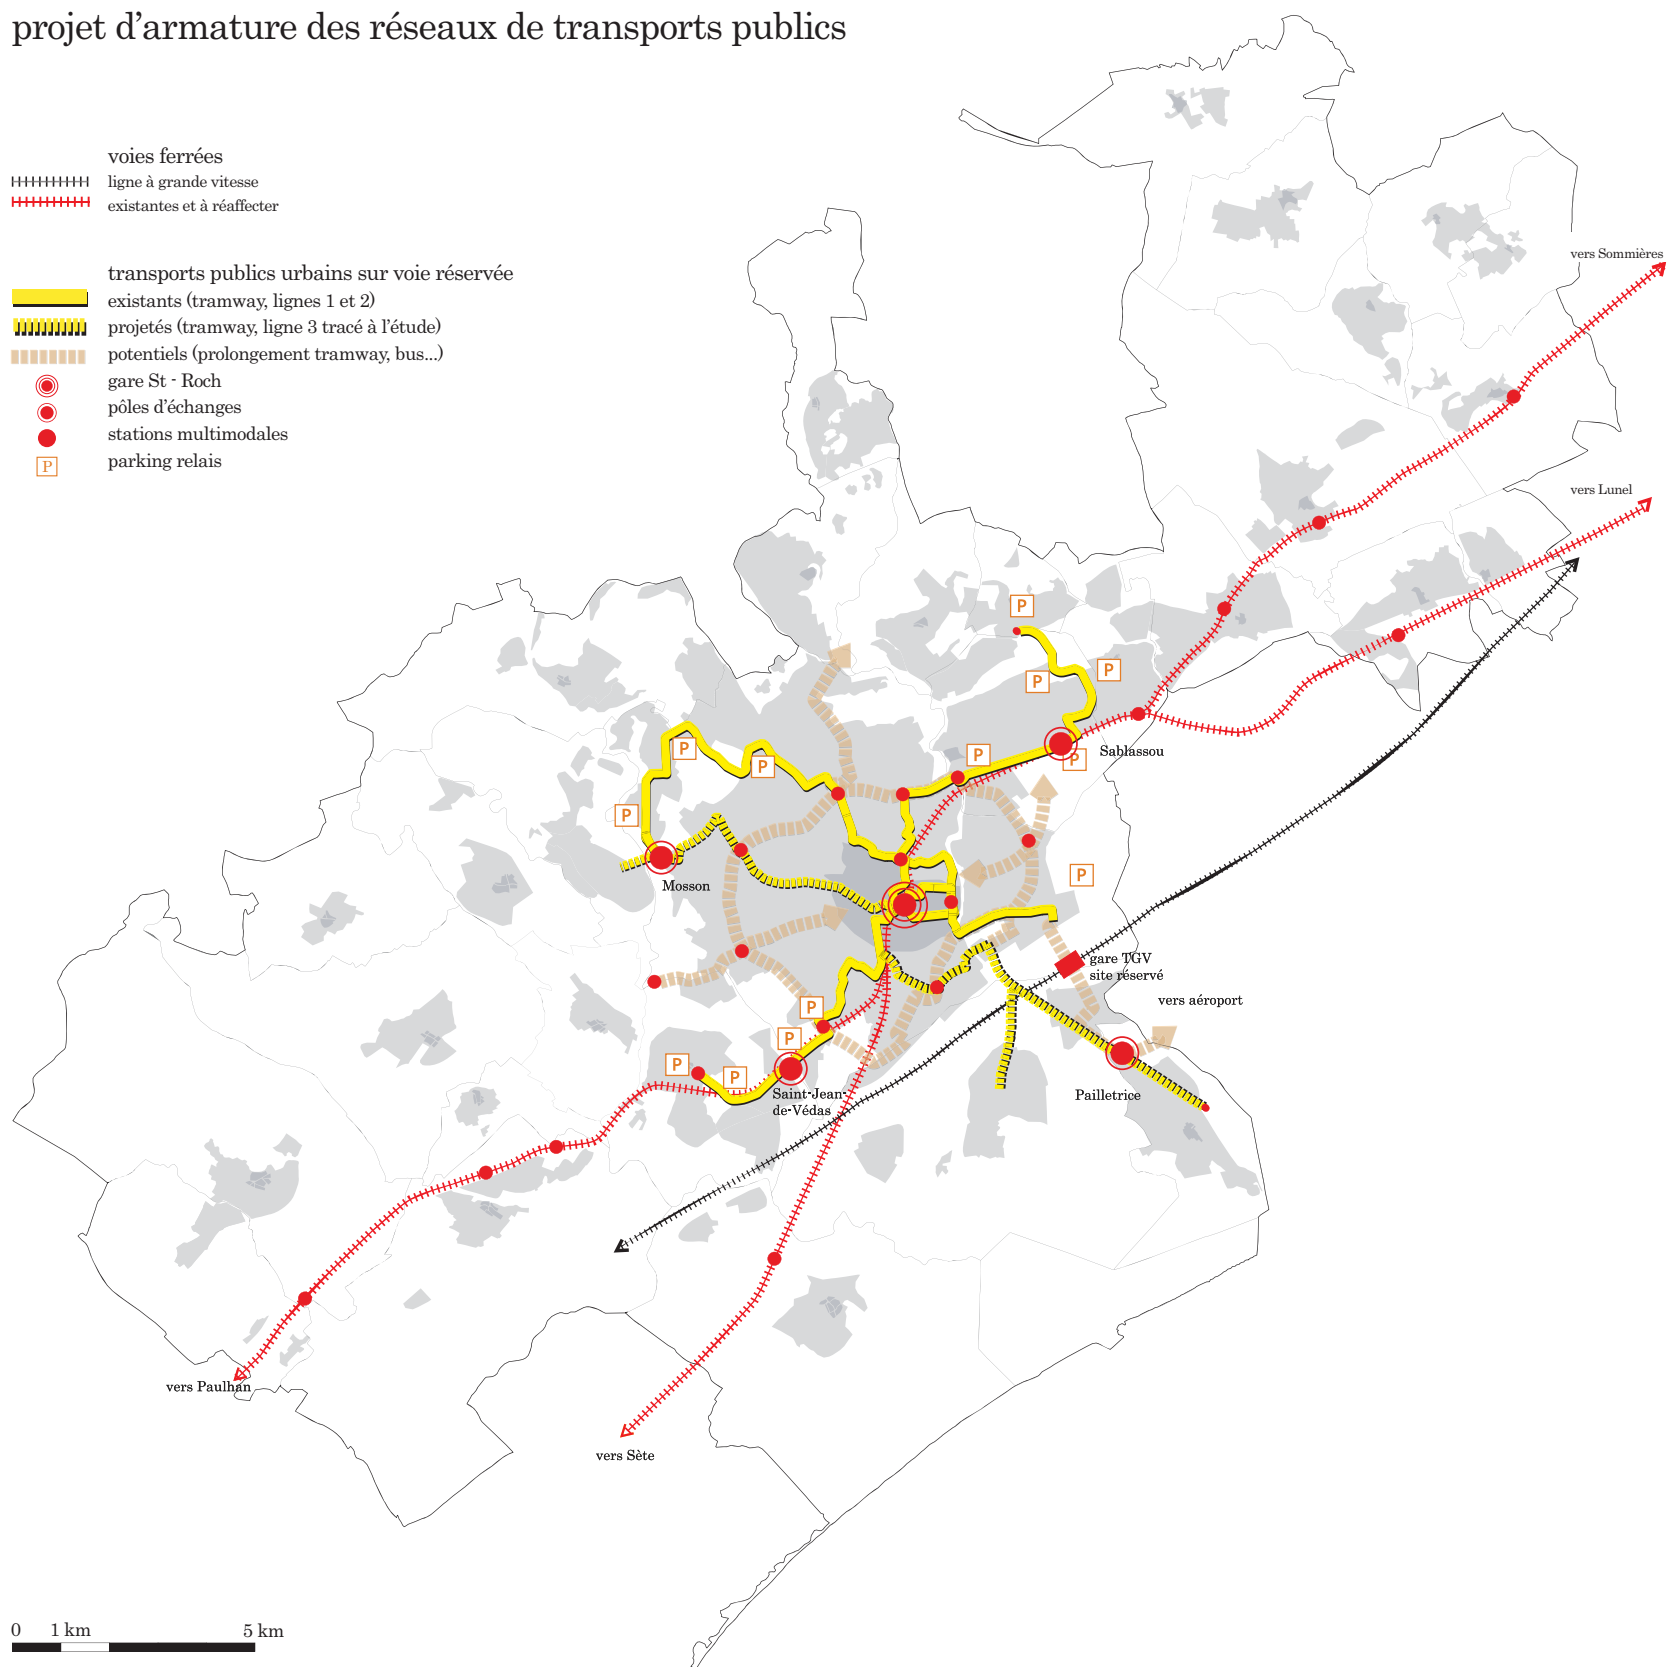 projet d’armature des réseaux de transports publics
voies ferrées
ligne à grande vitesse
existantes et à réaffecter
transports publics urbains sur voie réservée
existants (tramway, lignes 1 et 2)
projetés (tramway, ligne 3 tracé à l’étude)
potentiels (prolongement tramway, bus...)
gare St - Roch
pôles d’échanges
stations multimodales
P
parking relais
vers Sommières
vers Lunel
P
P
P
P
P
P
Sablassou
P
P
P
Mosson
P
gare TGV
site réservé
vers aéroport
P
P
P
P
Saint-Jean-
de-Védas
Pailletrice
vers Paulhan
vers Sète
0 1 km 5 km